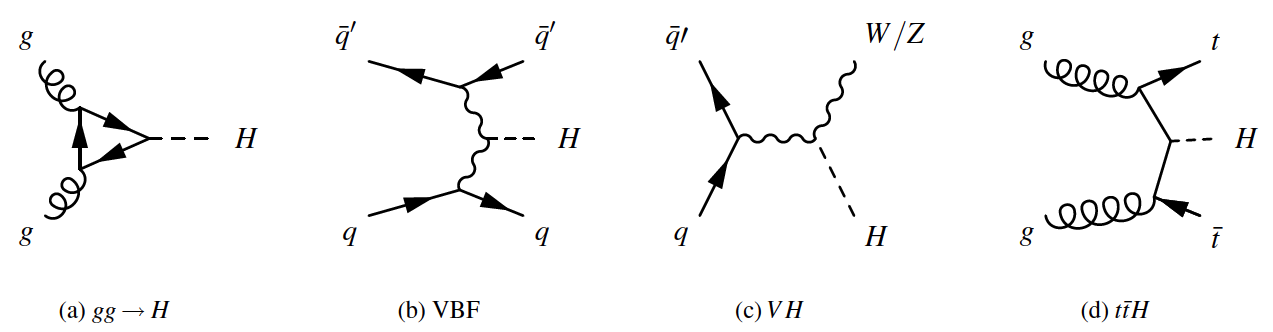 g
g
H
(a) gg → H
q̄′
q̄′
H
q
q
(b) VBF
q̄′
W/Z
q
H
(c) VH
g
t
H
g
t̄
(d) tt̄H